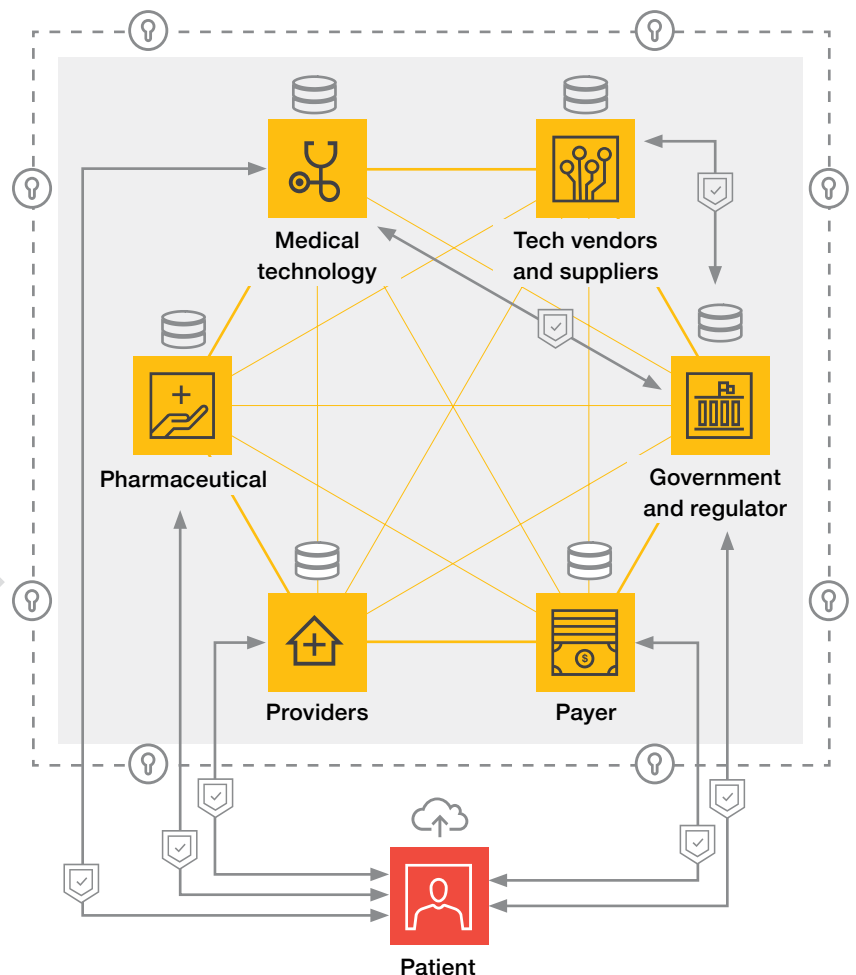 Medical
technology
Tech vendors
and suppliers
Pharmaceutical
Government
and regulator
$
Providers
Payer
Patient